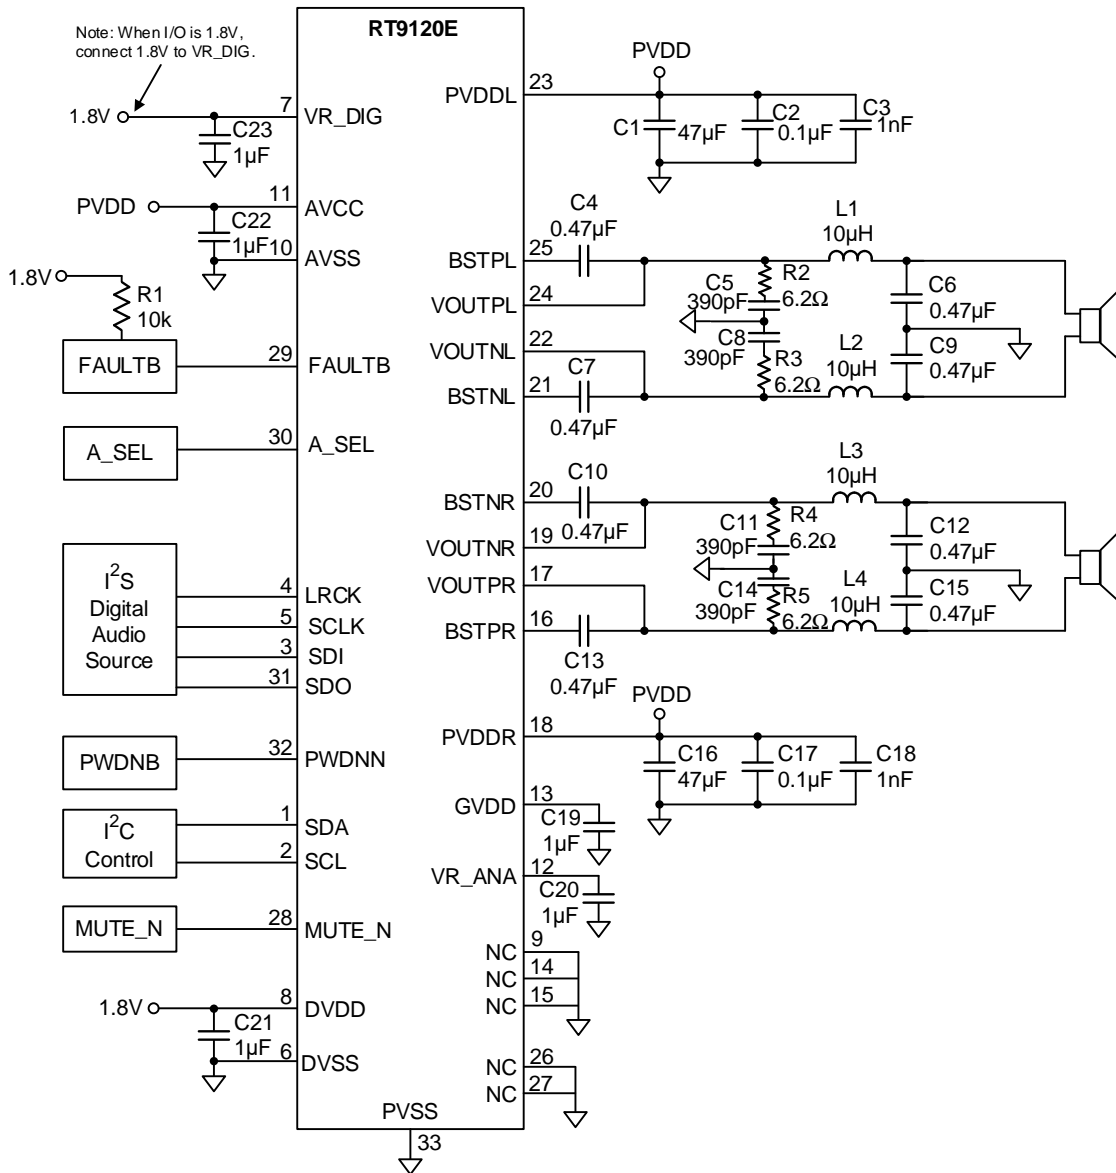 Note: When I/O is 1.8V,
connect 1.8V to VR_DIG.
RT9120E
1.8V
7
VR_DIG
C23
1µF
PVDD
11
AVCC
C22
1µF
10
AVSS
1.8V
R1
10k
FAULTB
29
FAULTB
A_SEL
30
A_SEL
I²S
Digital
Audio
Source
4
LRCK
5
SCLK
3
SDI
31
SDO
PWDNB
32
PWDNN
I²C
Control
1
SDA
2
SCL
MUTE_N
28
MUTE_N
1.8V
8
DVDD
C21
1µF
6
DVSS
PVSS
33
PVDD
23
PVDDL
C1
47µF
C2
0.1µF
C3
1nF
C4
0.47µF
25
BSTPL
24
VOUTPL
22
VOUTNL
21
BSTNL
C7
0.47µF
C5
390pF
R2
6.2Ω
C8
390pF
R3
6.2Ω
L1
10µH
L2
10µH
C6
0.47µF
C9
0.47µF
20
BSTNR
C10
0.47µF
19
VOUTNR
17
VOUTPR
16
BSTPR
C13
0.47µF
C11
390pF
R4
6.2Ω
C14
390pF
R5
6.2Ω
L3
10µH
L4
10µH
C12
0.47µF
C15
0.47µF
PVDD
18
PVDDR
C16
47µF
C17
0.1µF
C18
1nF
13
GVDD
C19
1µF
12
VR_ANA
C20
1µF
9
NC
14
NC
15
NC
26
NC
27
NC